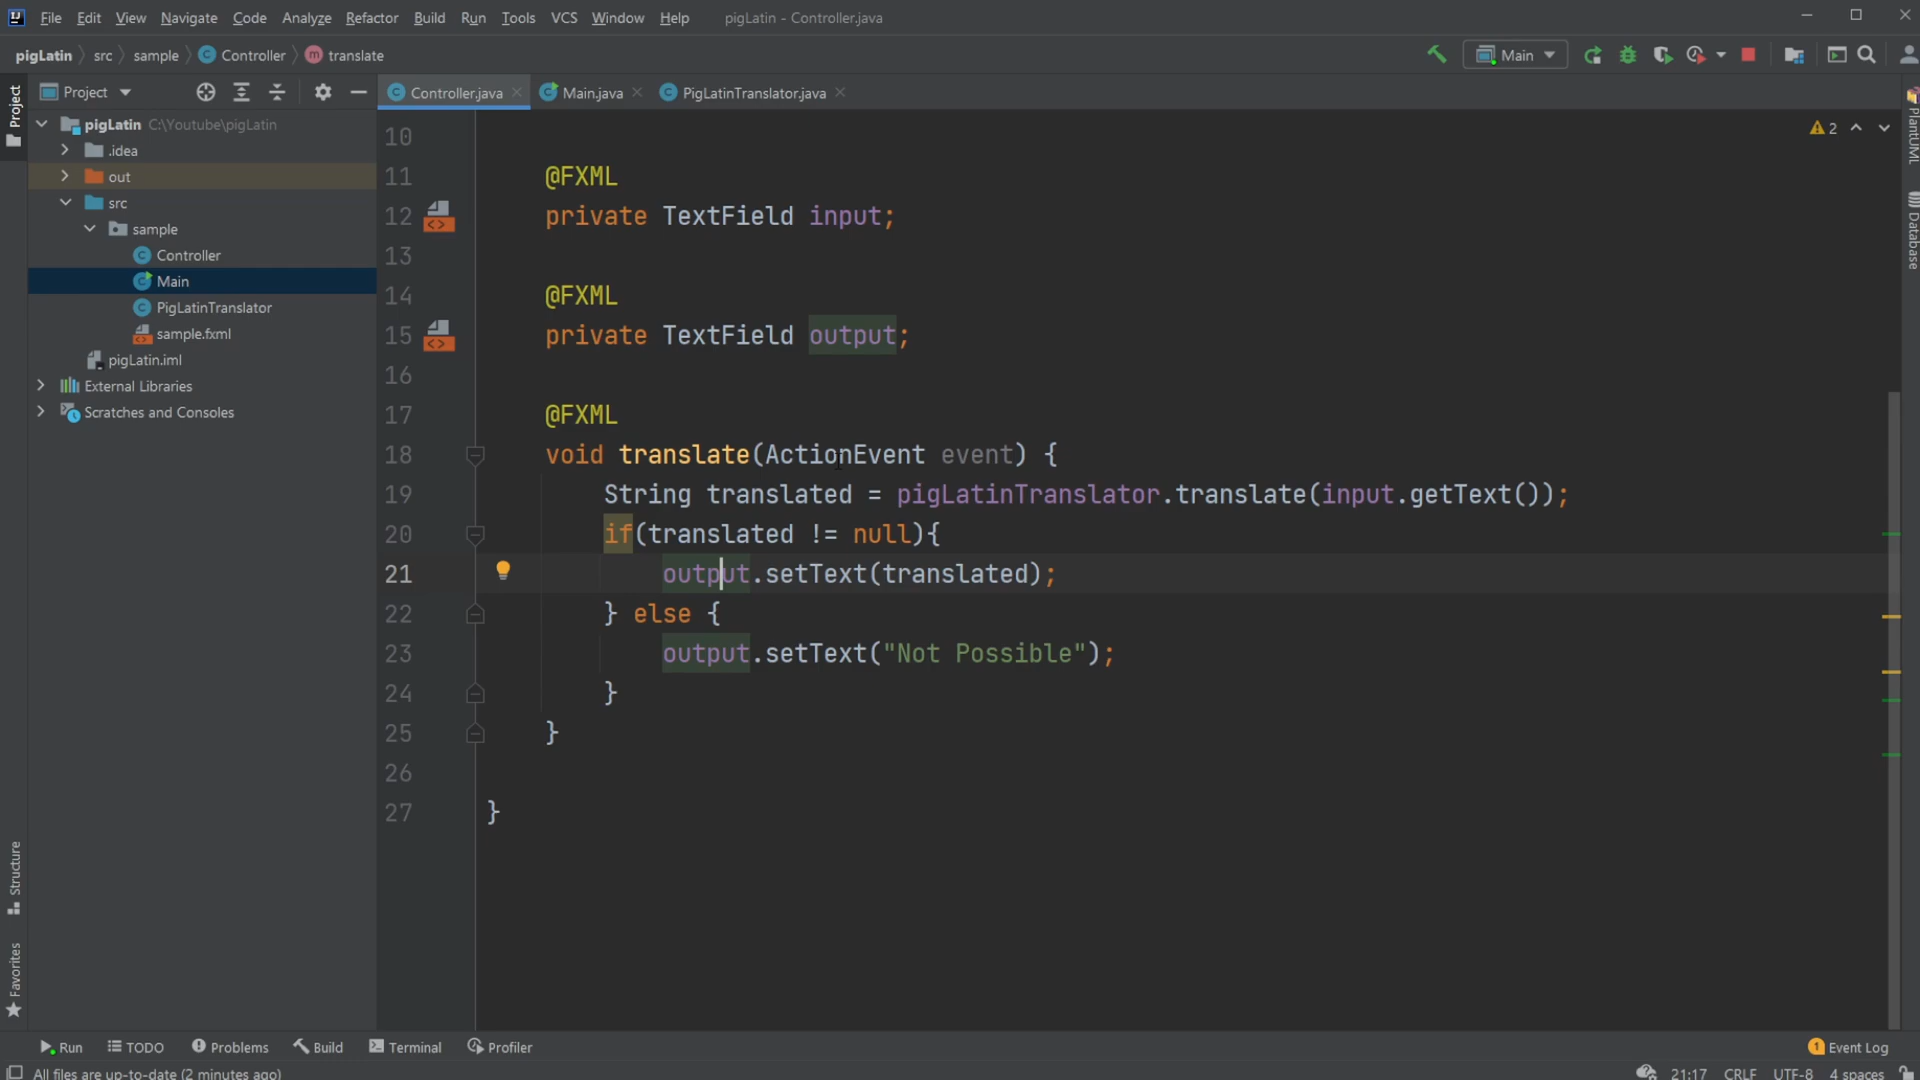 File Edit View Navigate Code Analyze Refactor Build Run Tools VCS Window Help pigLatin - Controller.java
pigLatin src sample Controller translate Main
Project Controller.java Main.java PigLatinTranslator.java
Project
pigLatin C:\Youtube\pigLatin
.idea
out
src
sample
Controller
Main
PigLatinTranslator
sample.fxml
pigLatin.iml
External Libraries
Scratches and Consoles
Structure
Favorites
2
10
11 @FXML
12 private TextField input;
13
14 @FXML
15 private TextField output;
16
17 @FXML
18 void translate(ActionEvent event) {
19 String translated = pigLatinTranslator.translate(input.getText());
20 if(translated != null){
21 output.setText(translated);
22 } else {
23 output.setText("Not Possible");
24 }
25 }
26
27 }
PlantUML
Database
Run TODO Problems Build Terminal Profiler 1 Event Log
All files are up-to-date (2 minutes ago) 21:17 CRLF UTF-8 4 spaces